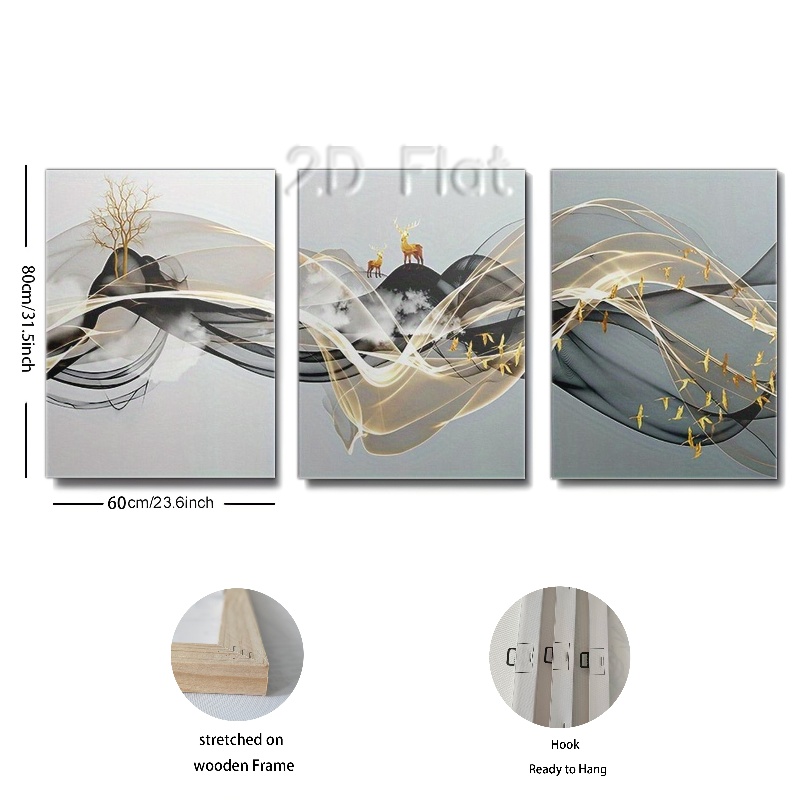 2D Flat
80cm/31.5inch
60cm/23.6inch
stretched on
wooden Frame
Hook
Ready to Hang